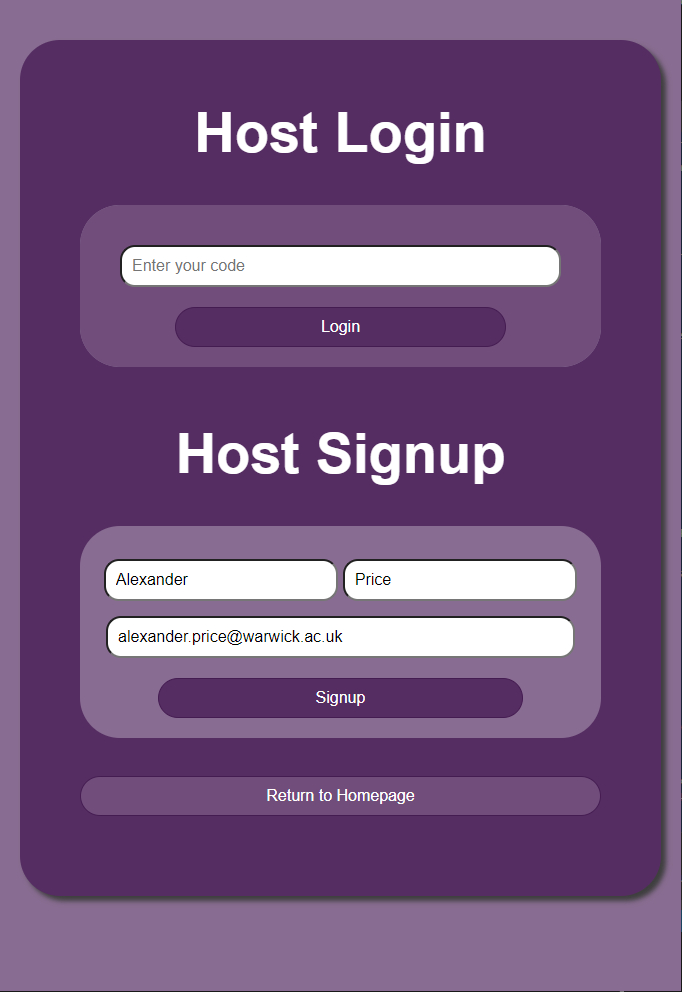 Host Login
Enter your code
Login
Host Signup
Alexander Price
alexander.price@warwick.ac.uk
Signup
Return to Homepage